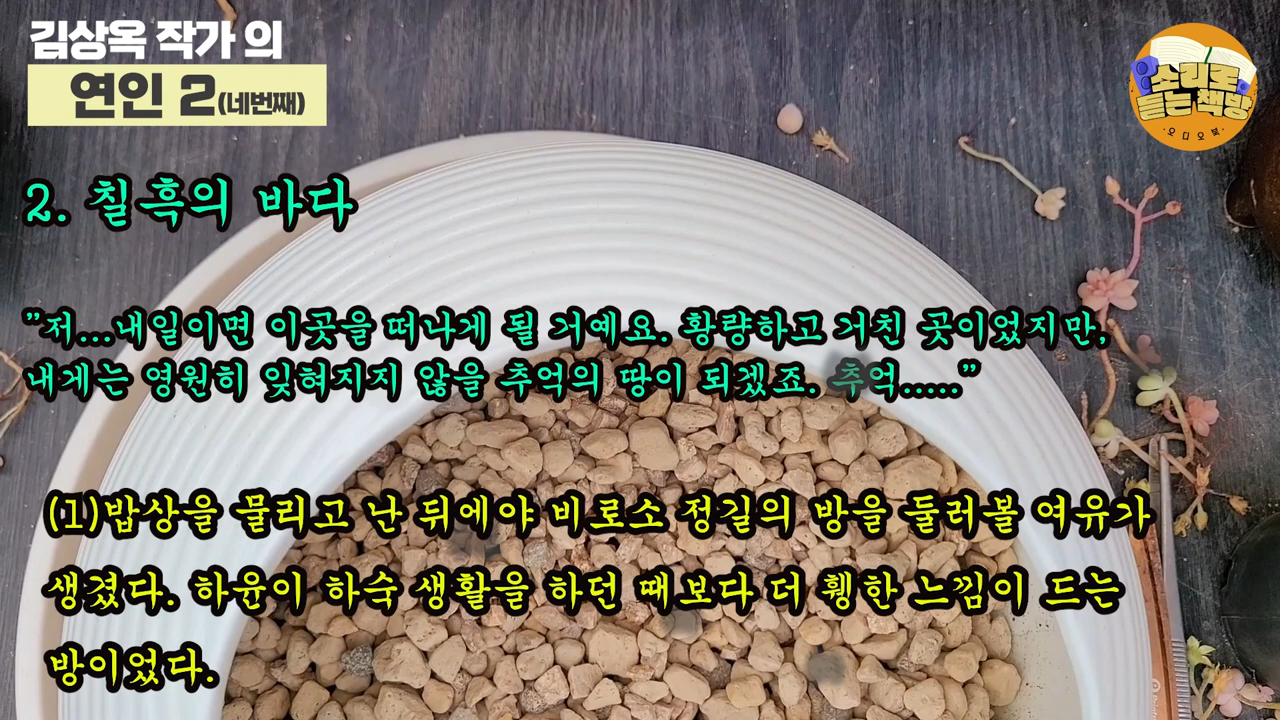 김상옥 작가 의
연인 2(네번째)
소리로
듣는 책방
·오디오북·
2. 칠흑의 바다
"저...내일이면 이곳을 떠나게 될 거예요. 황량하고 거친 곳이었지만,
내게는 영원히 잊혀지지 않을 추억의 땅이 되겠죠. 추억....."
(1)밥상을 물리고 난 뒤에야 비로소 정길의 방을 둘러볼 여유가
생겼다. 하윤이 하숙 생활을 하던 때보다 더 휑한 느낌이 드는
방이었다.